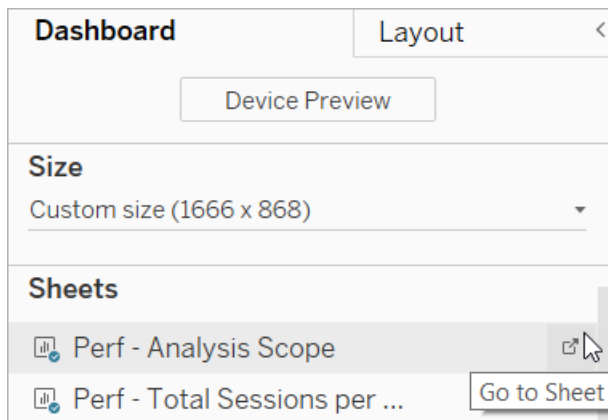 Dashboard
Layout
Device Preview
Size
Custom size (1666 x 868)
Sheets
Perf - Analysis Scope
Perf - Total Sessions per ...
Go to Sheet